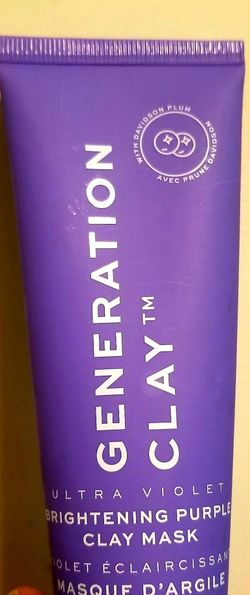 WITH DAVIDSON PLUM
AVEC PRUNE DAVIDSON
GENERATION
CLAY™
ULTRA VIOLET
BRIGHTENING PURPLE
CLAY MASK
VIOLET ÉCLAIRCISSANT
MASQUE D'ARGILE